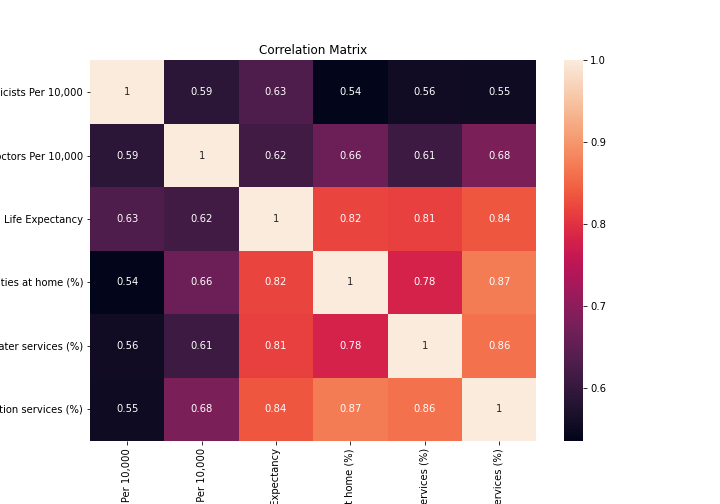 Correlation Matrix
icists Per 10,000 1 0.59 0.63 0.54 0.56 0.55
octors Per 10,000 0.59 1 0.62 0.66 0.61 0.68
Life Expectancy 0.63 0.62 1 0.82 0.81 0.84
ties at home (%) 0.54 0.66 0.82 1 0.78 0.87
ater services (%) 0.56 0.61 0.81 0.78 1 0.86
tion services (%) 0.55 0.68 0.84 0.87 0.86 1
1.0
0.9
0.8
0.7
0.6
Per 10,000
Per 10,000
Expectancy
t home (%)
ervices (%)
ervices (%)